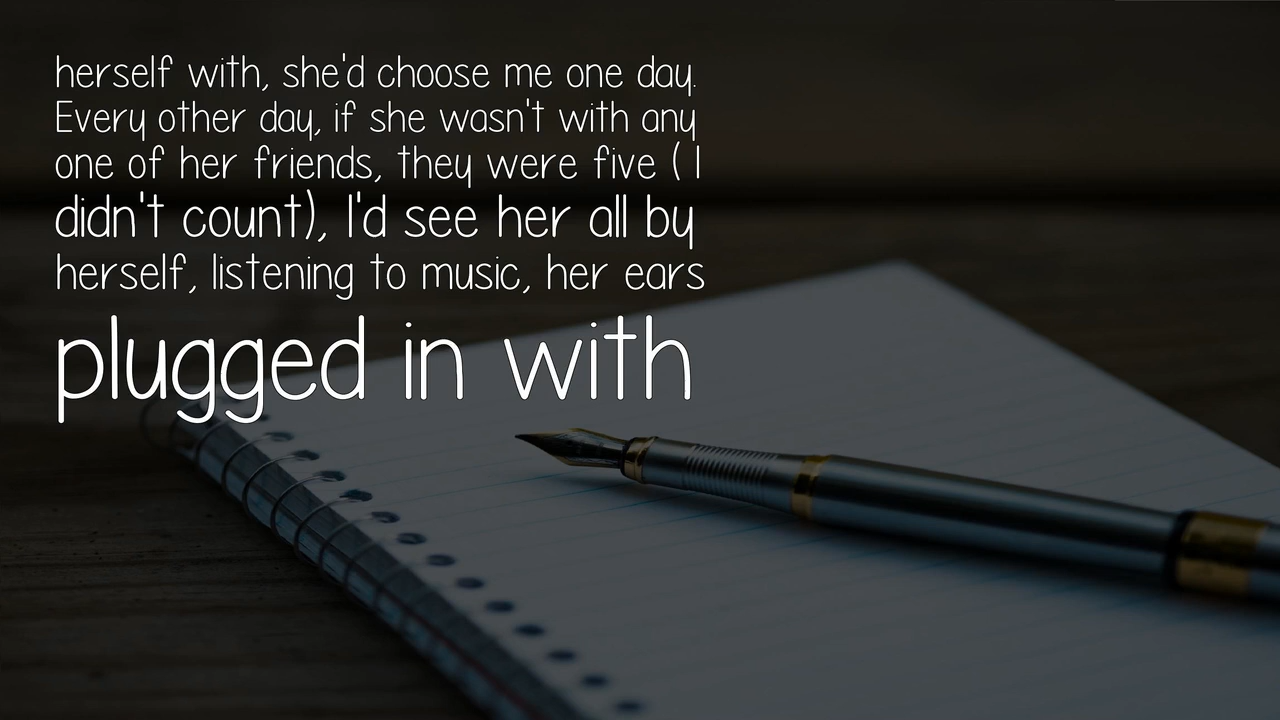 herself with, she'd choose me one day.
Every other day, if she wasn't with any
one of her friends, they were five ( I
didn't count), I'd see her all by
herself, listening to music, her ears
plugged in with